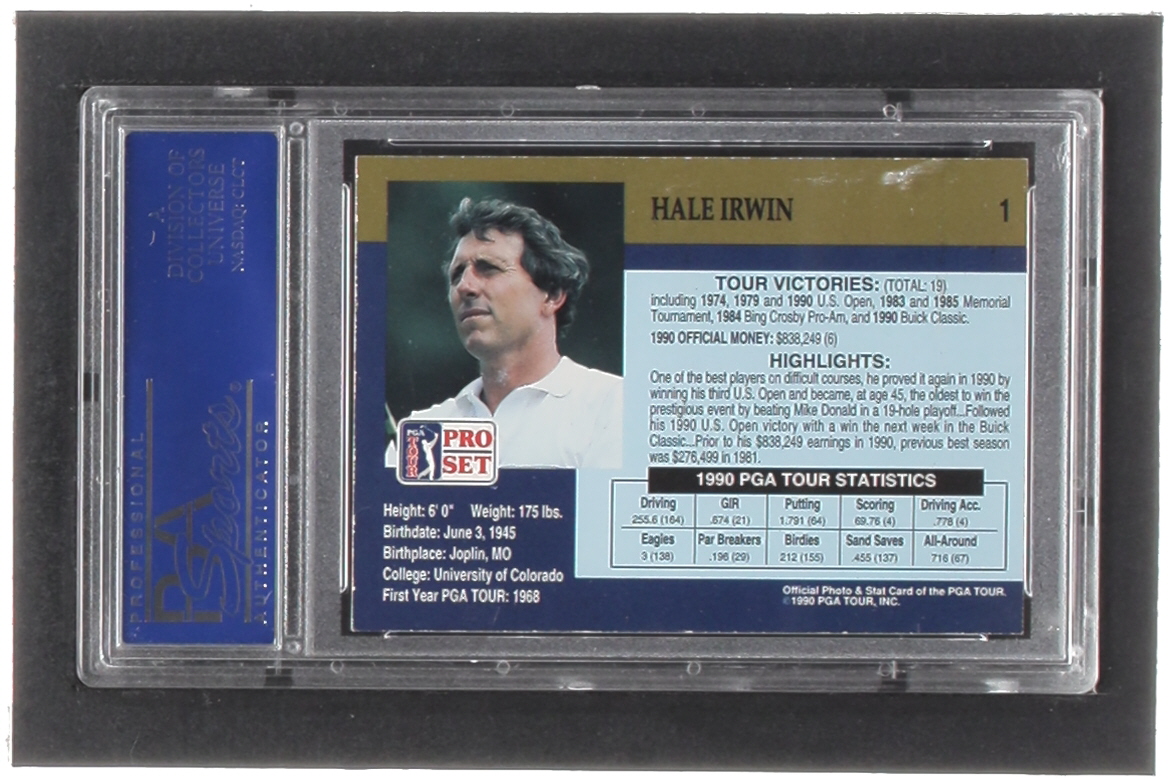 A
DIVISION OF
COLLECTORS
UNIVERSE
NASDAQ: CLCT
PROFESSIONAL
PSA
Sports®
AUTHENTICATOR
HALE IRWIN 1
TOUR VICTORIES: (TOTAL: 19)
including 1974, 1979 and 1990 U.S. Open, 1983 and 1985 Memorial
Tournament, 1984 Bing Crosby Pro-Am, and 1990 Buick Classic.
1990 OFFICIAL MONEY: $838,249 (6)
HIGHLIGHTS:
One of the best players on difficult courses, he proved it again in 1990 by
winning his third U.S. Open and became, at age 45, the oldest to win the
prestigious event by beating Mike Donald in a 19-hole playoff...Followed
his 1990 U.S. Open victory with a win the next week in the Buick
Classic...Prior to his $838,249 earnings in 1990, previous best season
was $276,499 in 1981.
PGA TOUR
PRO
SET
Height: 6' 0" Weight: 175 lbs.
Birthdate: June 3, 1945
Birthplace: Joplin, MO
College: University of Colorado
First Year PGA TOUR: 1968
1990 PGA TOUR STATISTICS
Driving GIR Putting Scoring Driving Acc.
255.6 (164) .674 (21) 1.791 (64) 69.76 (4) .778 (4)
Eagles Par Breakers Birdies Sand Saves All-Around
3 (138) .196 (29) 212 (155) .455 (137) 716 (67)
Official Photo & Stat Card of the PGA TOUR.
©1990 PGA TOUR, INC.